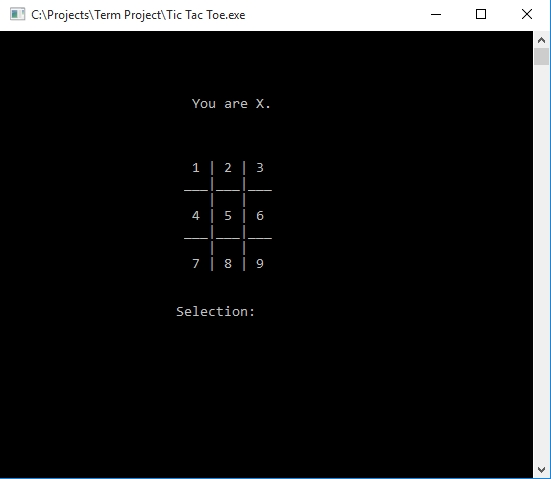 C:\Projects\Term Project\Tic Tac Toe.exe
You are X.
1 | 2 | 3
___|___|___
|   |
4 | 5 | 6
___|___|___
|   |
7 | 8 | 9
Selection: